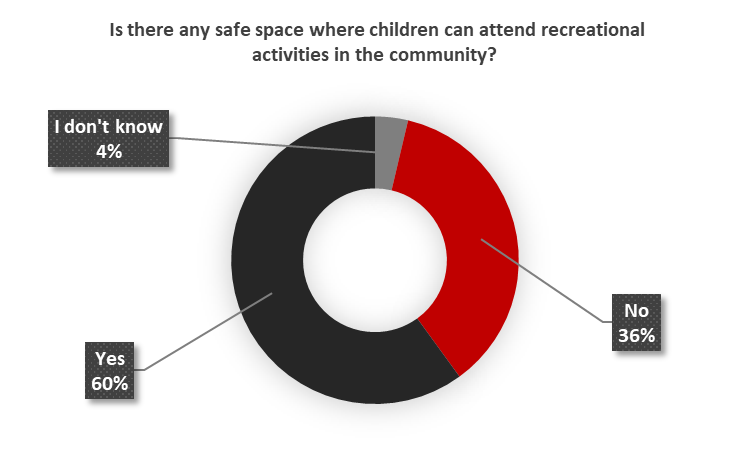 Is there any safe space where children can attend recreational
activities in the community?
I don't know
4%
No
36%
Yes
60%